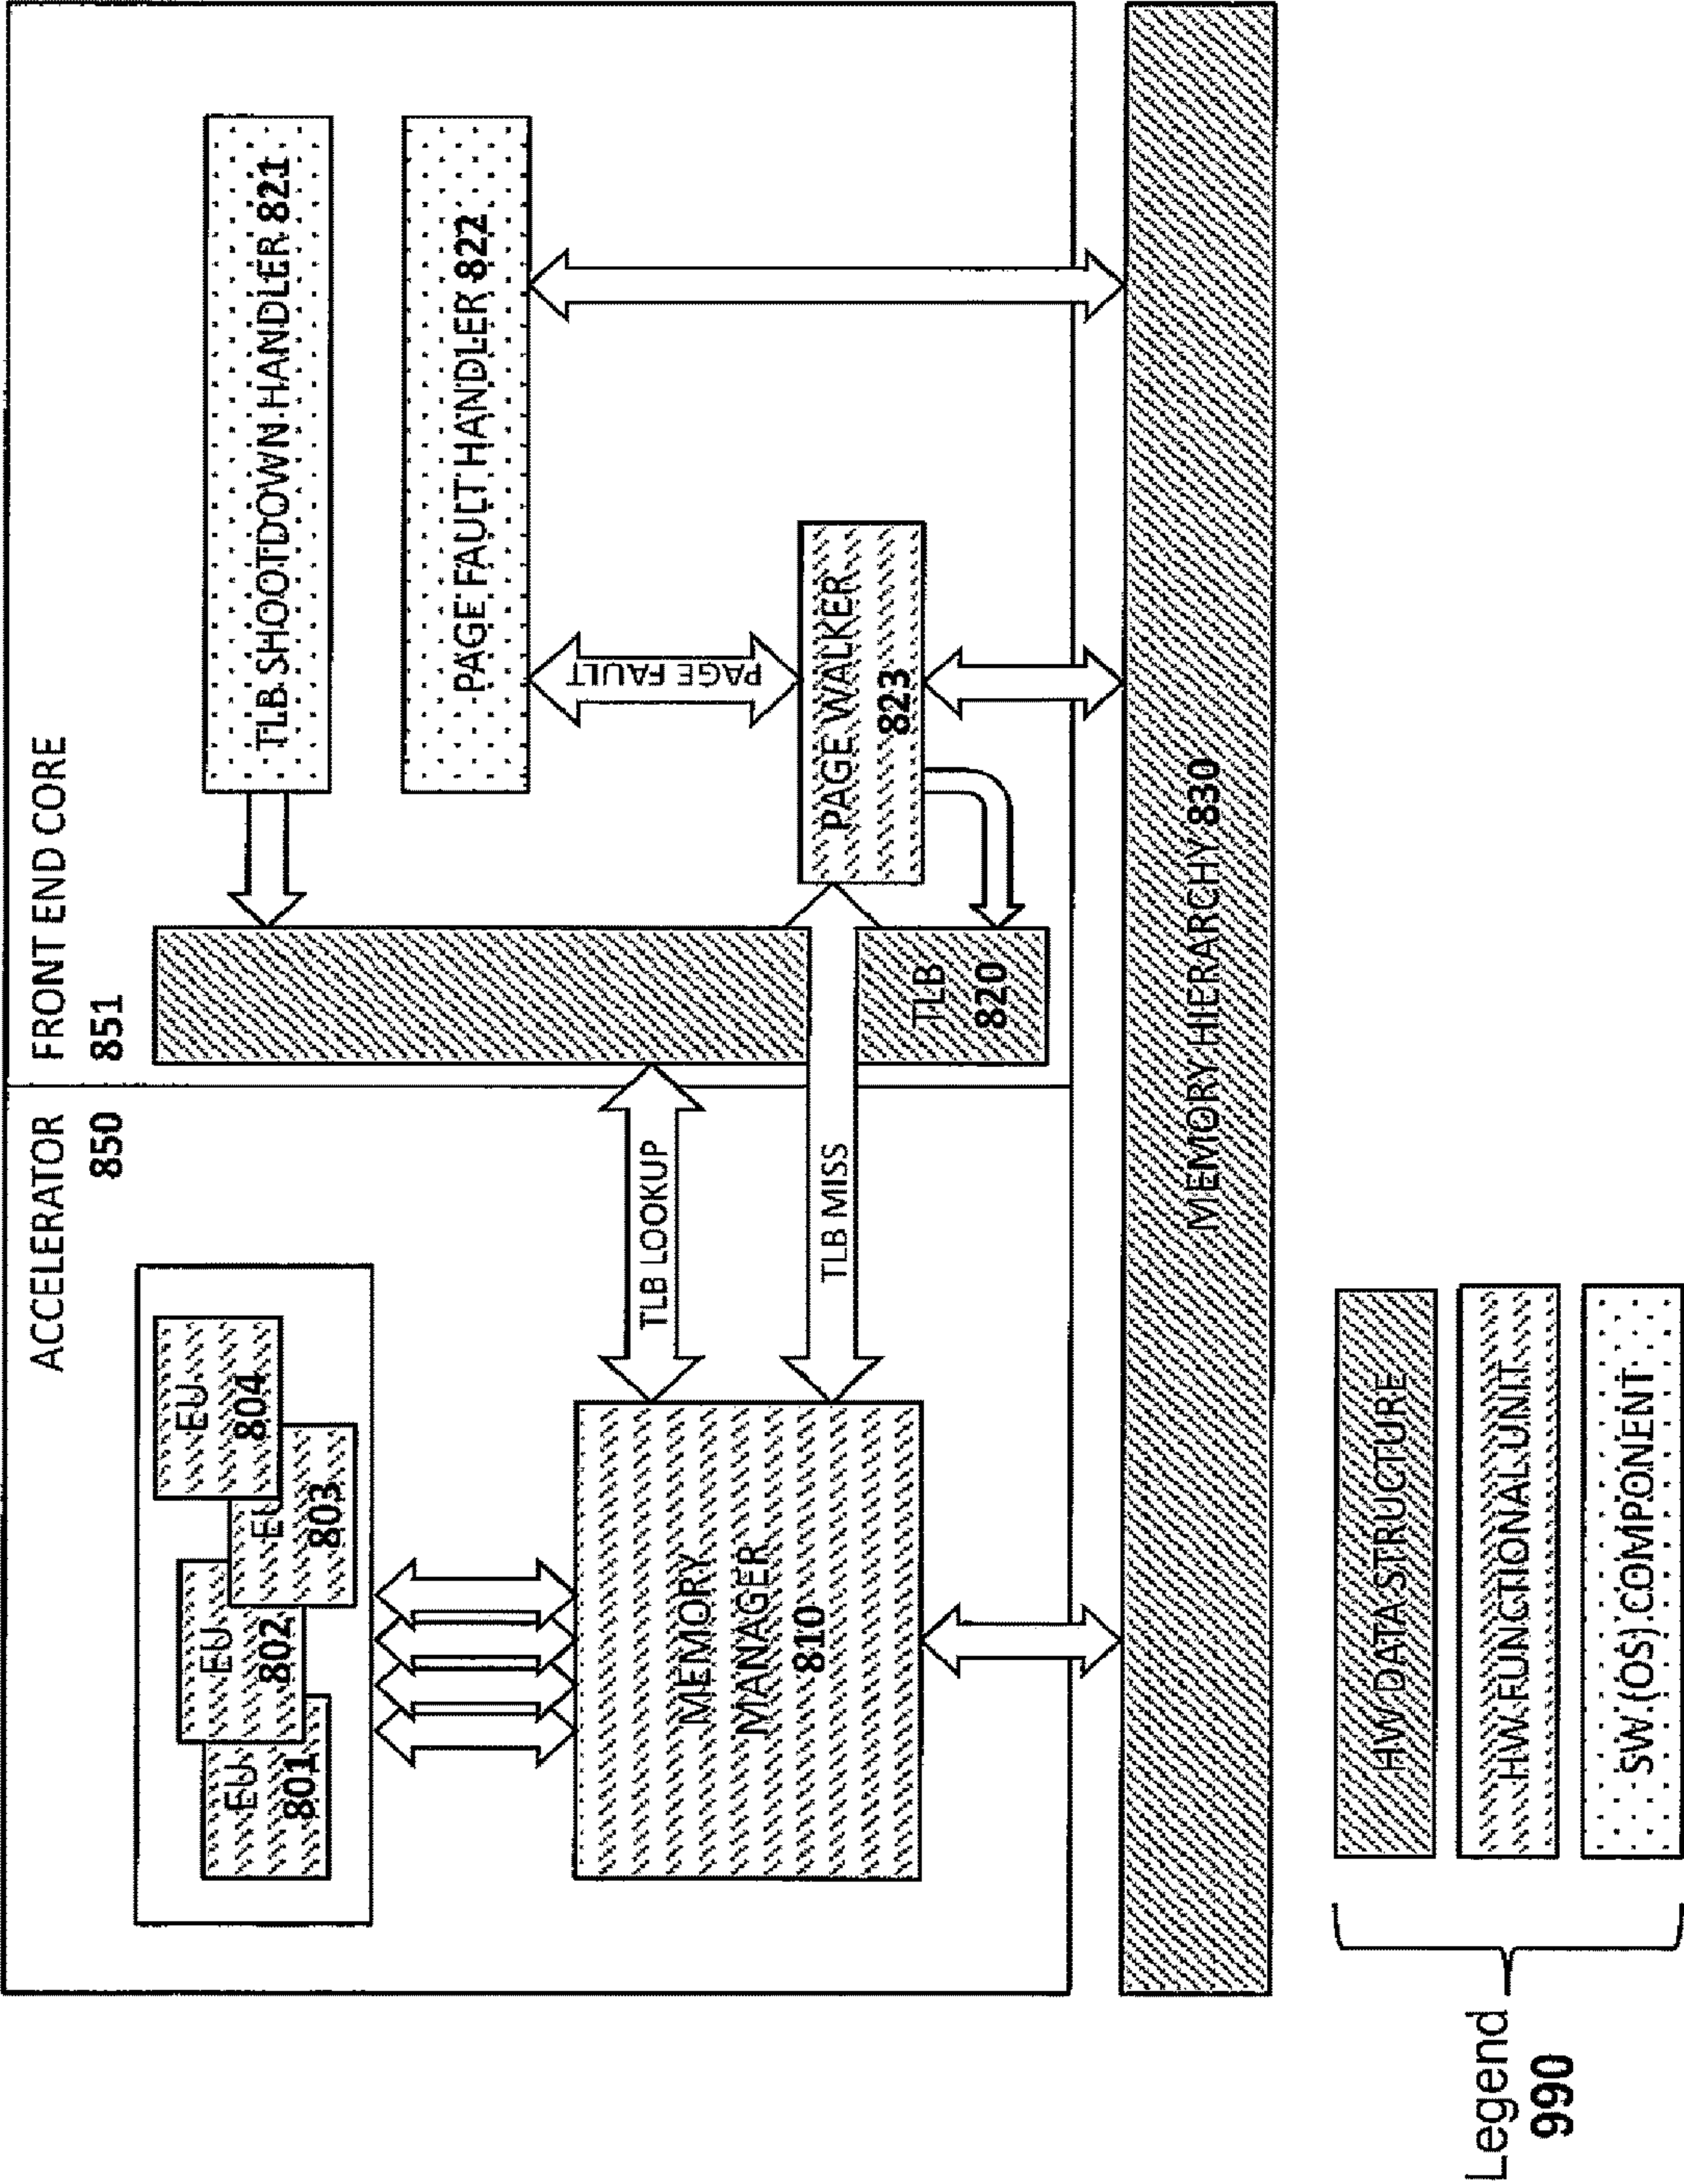 ACCELERATOR
850
FRONT END CORE
851
EU
804
EU
803
EU
802
EU
801
TLB SHOOTDOWN HANDLER 821
PAGE FAULT HANDLER 822
PAGE FAULT
TLB LOOKUP
TLB MISS
MEMORY
MANAGER
810
PAGE WALKER
823
TLB
820
MEMORY HIERARCHY 830
Legend
990
HW DATA STRUCTURE
HW FUNCTIONAL UNIT
SW (OS) COMPONENT